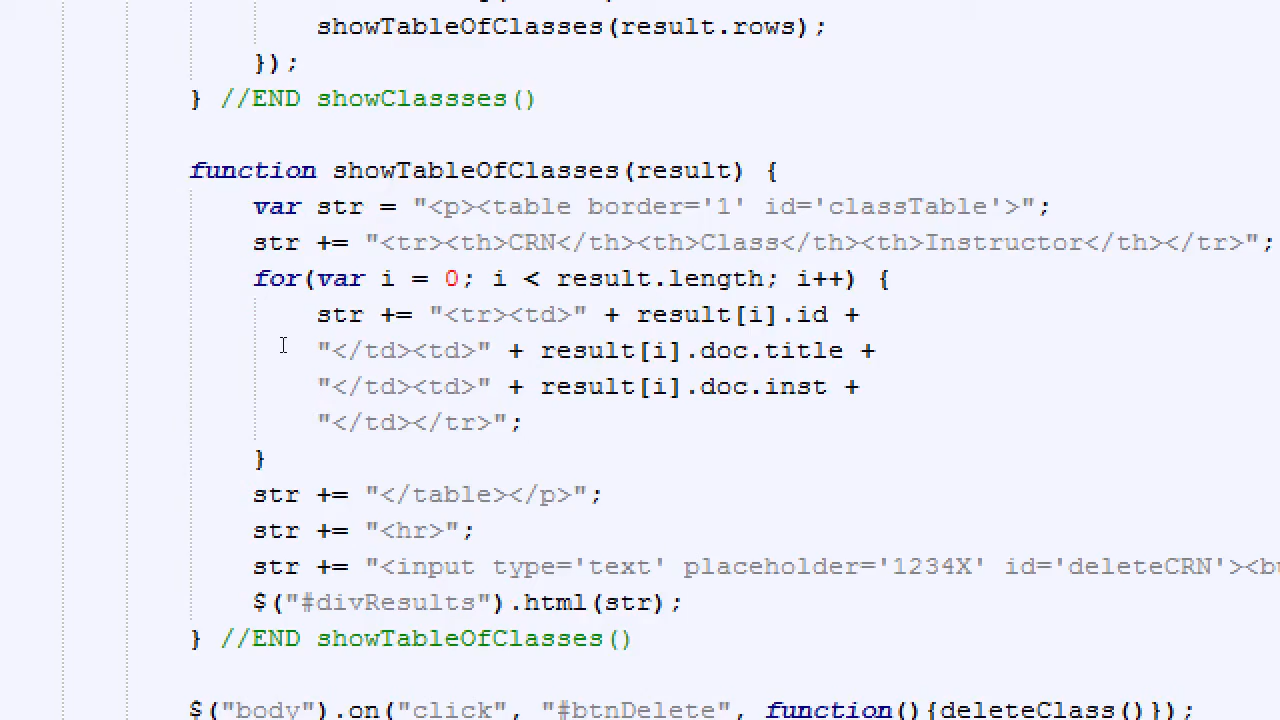 showTableOfClasses(result.rows);
});
} //END showClassses()
function showTableOfClasses(result) {
var str = "<p><table border='1' id='classTable'>";
str += "<tr><th>CRN</th><th>Class</th><th>Instructor</th></tr>";
for(var i = 0; i < result.length; i++) {
str += "<tr><td>" + result[i].id +
"</td><td>" + result[i].doc.title +
"</td><td>" + result[i].doc.inst +
"</td></tr>";
}
str += "</table></p>";
str += "<hr>";
str += "<input type='text' placeholder='1234X' id='deleteCRN'><bu
$("#divResults").html(str);
} //END showTableOfClasses()
$("body").on("click", "#btnDelete", function(){deleteClass()});